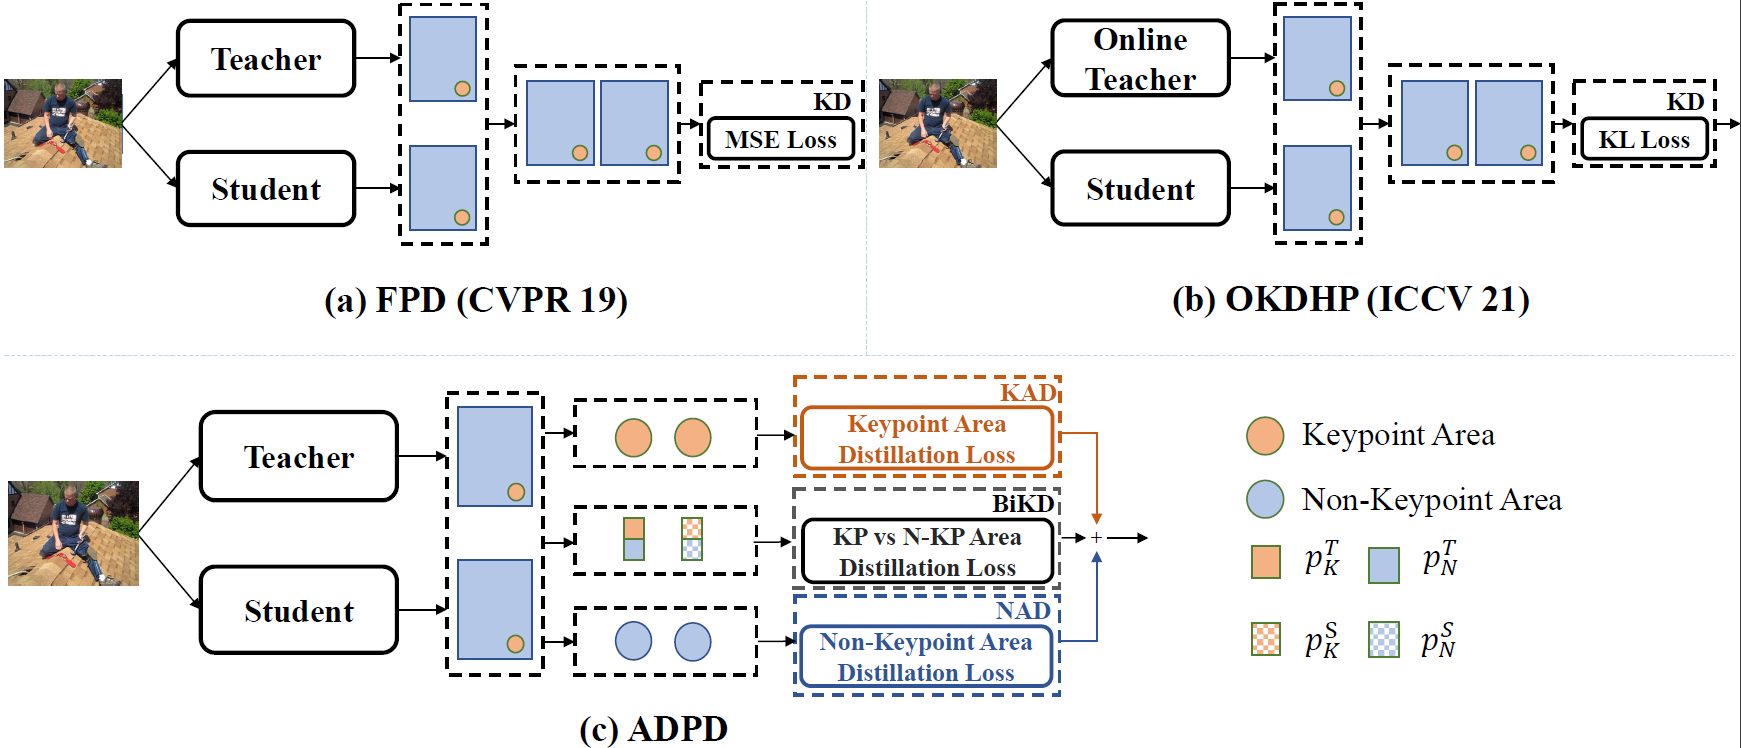 Teacher
Student
KD
MSE Loss
(a) FPD (CVPR 19)
Online
Teacher
Student
KD
KL Loss
(b) OKDHP (ICCV 21)
Teacher
Student
KAD
Keypoint Area
Distillation Loss
BiKD
KP vs N-KP Area
Distillation Loss
+
NAD
Non-Keypoint Area
Distillation Loss
(c) ADPD
Keypoint Area
Non-Keypoint Area
p_K^T p_N^T
p_K^S p_N^S